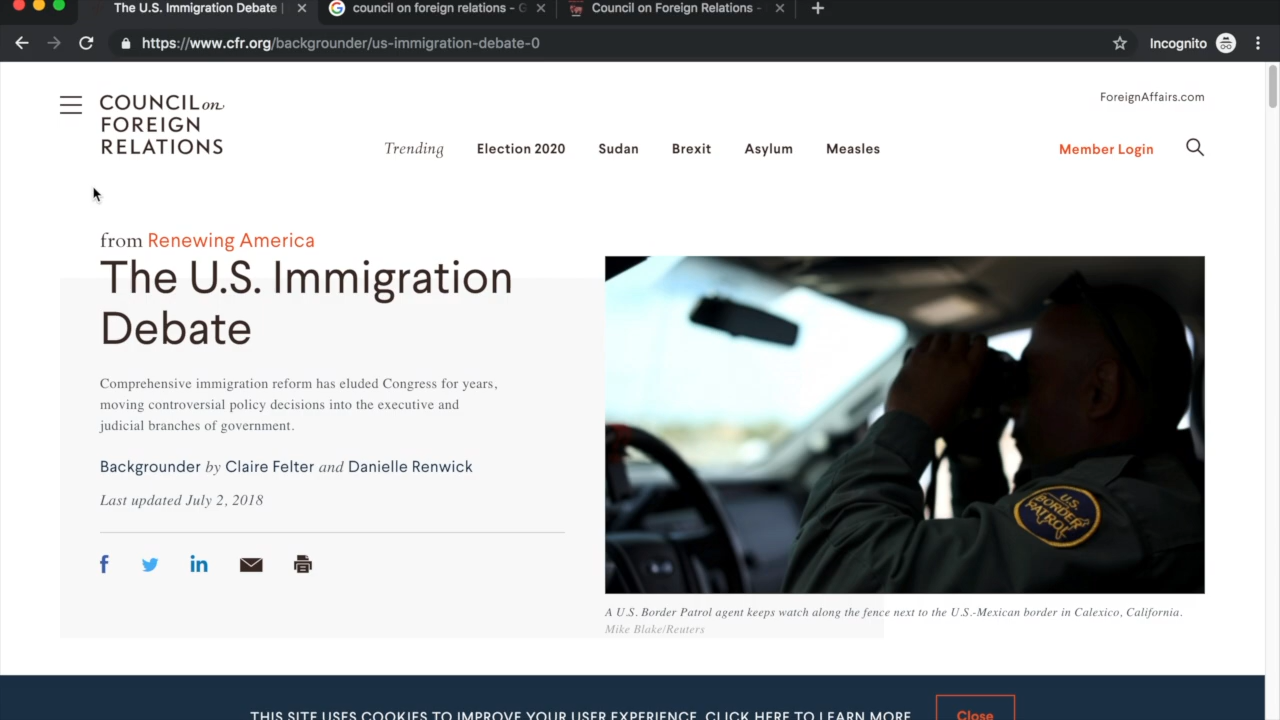 The U.S. Immigration Debate |
council on foreign relations - G
Council on Foreign Relations -
https://www.cfr.org/backgrounder/us-immigration-debate-0
Incognito
COUNCIL on
FOREIGN
RELATIONS
ForeignAffairs.com
Trending Election 2020 Sudan Brexit Asylum Measles
Member Login
from Renewing America
The U.S. Immigration
Debate
Comprehensive immigration reform has eluded Congress for years,
moving controversial policy decisions into the executive and
judicial branches of government.
Backgrounder by Claire Felter and Danielle Renwick
Last updated July 2, 2018
U.S.
BORDER
PATROL
A U.S. Border Patrol agent keeps watch along the fence next to the U.S.-Mexican border in Calexico, California.
Mike Blake/Reuters
THIS SITE USES COOKIES TO IMPROVE YOUR USER EXPERIENCE. CLICK HERE TO LEARN MORE
Close